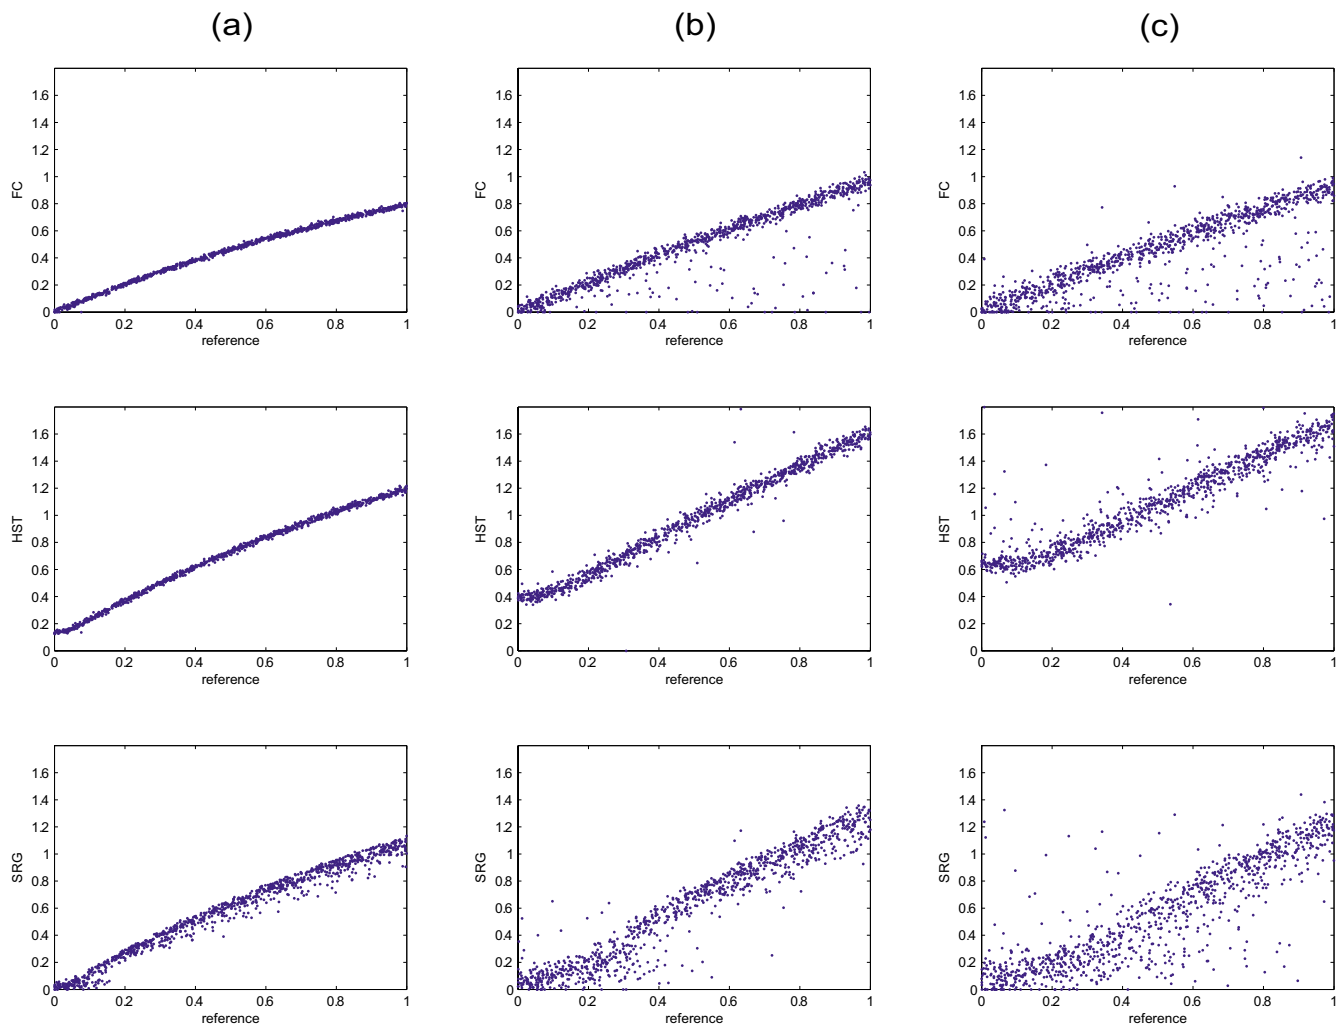 (a) (b) (c)
1.6 1.6 1.6
1.4 1.4 1.4
1.2 1.2 1.2
1 1 1
FC FC FC
0.8 0.8 0.8
0.6 0.6 0.6
0.4 0.4 0.4
0.2 0.2 0.2
0 0 0
0 0.2 0.4 0.6 0.8 1 0 0.2 0.4 0.6 0.8 1 0 0.2 0.4 0.6 0.8 1
reference reference reference
1.6 1.6 1.6
1.4 1.4 1.4
1.2 1.2 1.2
1 1 1
HST HST HST
0.8 0.8 0.8
0.6 0.6 0.6
0.4 0.4 0.4
0.2 0.2 0.2
0 0 0
0 0.2 0.4 0.6 0.8 1 0 0.2 0.4 0.6 0.8 1 0 0.2 0.4 0.6 0.8 1
reference reference reference
1.6 1.6 1.6
1.4 1.4 1.4
1.2 1.2 1.2
1 1 1
SRG SRG SRG
0.8 0.8 0.8
0.6 0.6 0.6
0.4 0.4 0.4
0.2 0.2 0.2
0 0 0
0 0.2 0.4 0.6 0.8 1 0 0.2 0.4 0.6 0.8 1 0 0.2 0.4 0.6 0.8 1
reference reference reference